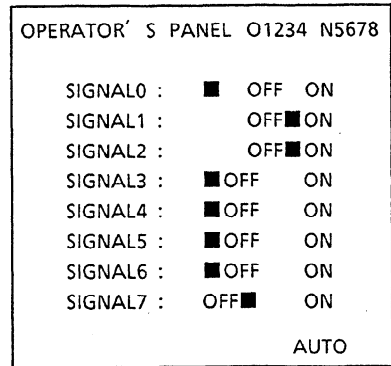 OPERATOR' S PANEL O1234 N5678
SIGNAL0 : ■ OFF ON
SIGNAL1 : OFF■ON
SIGNAL2 : OFF■ON
SIGNAL3 : ■OFF ON
SIGNAL4 : ■OFF ON
SIGNAL5 : ■OFF ON
SIGNAL6 : ■OFF ON
SIGNAL7 : OFF■ ON
AUTO